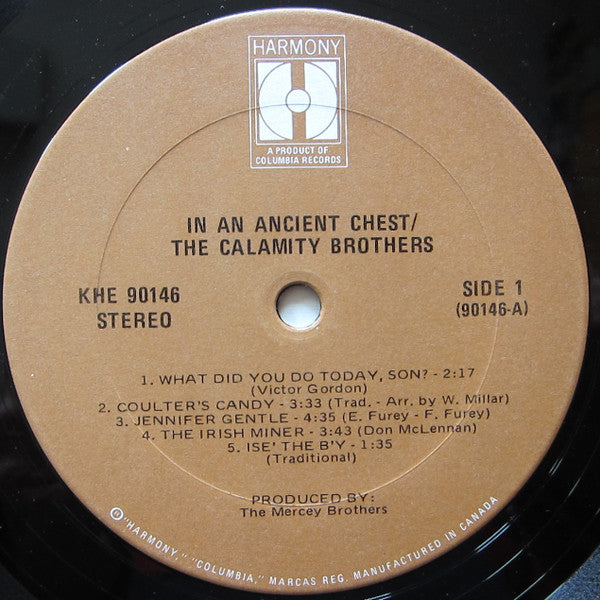 HARMONY
A PRODUCT OF
COLUMBIA RECORDS
IN AN ANCIENT CHEST/
THE CALAMITY BROTHERS
KHE 90146
STEREO
SIDE 1
(90146-A)
1. WHAT DID YOU DO TODAY, SON? - 2:17
(Victor Gordon)
2. COULTER'S CANDY - 3:33 (Trad. - Arr. by W. Millar)
3. JENNIFER GENTLE - 4:35 (E. Furey - F. Furey)
4. THE IRISH MINER - 3:43 (Don McLennan)
5. ISE' THE B'Y - 1:35
(Traditional)
PRODUCED BY:
The Mercey Brothers
® "HARMONY," "COLUMBIA," MARCAS REG. MANUFACTURED IN CANADA